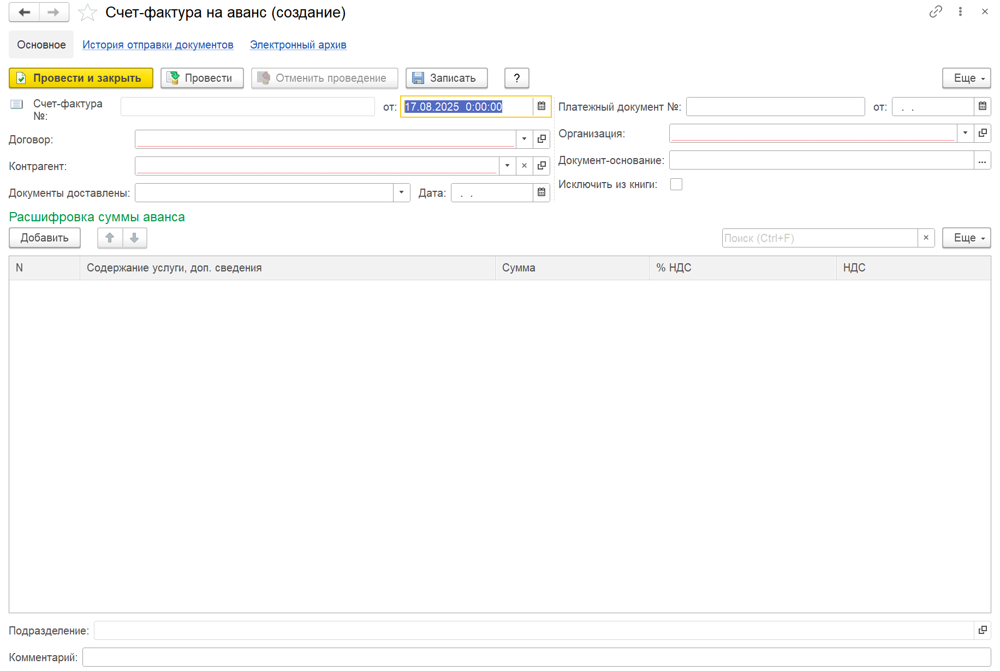 Счет-фактура на аванс (создание)
Основное История отправки документов Электронный архив
Провести и закрыть Провести Отменить проведение Записать ? Еще
Счет-фактура №: от: 17.08.2025 0:00:00 Платежный документ №: от: . .
Договор: Организация:
Контрагент: Документ-основание: ...
Документы доставлены: Дата: . . Исключить из книги:
Расшифровка суммы аванса
Добавить Поиск (Ctrl+F) × Еще
N Содержание услуги, доп. сведения Сумма % НДС НДС
Подразделение:
Комментарий: